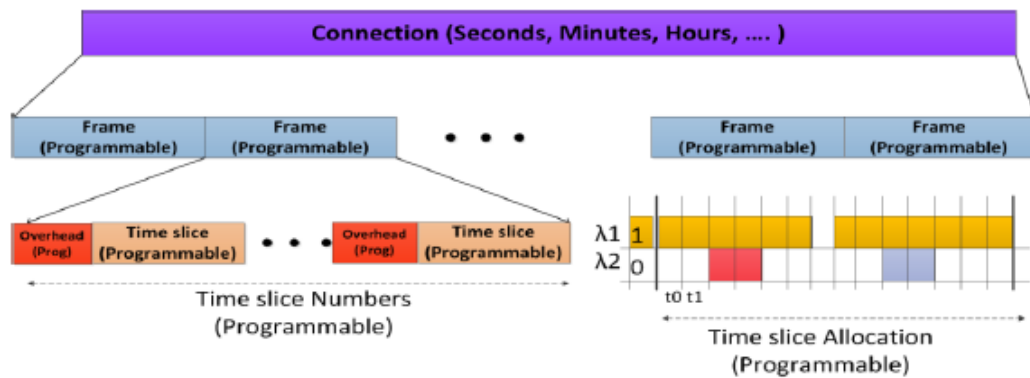 Connection (Seconds, Minutes, Hours, .... )
Frame
(Programmable)
Frame
(Programmable)
Frame
(Programmable)
Frame
(Programmable)
Overhead
(Prog)
Time slice
(Programmable)
Overhead
(Prog)
Time slice
(Programmable)
Time slice Numbers
(Programmable)
λ1 1
λ2 0
t0 t1
Time slice Allocation
(Programmable)